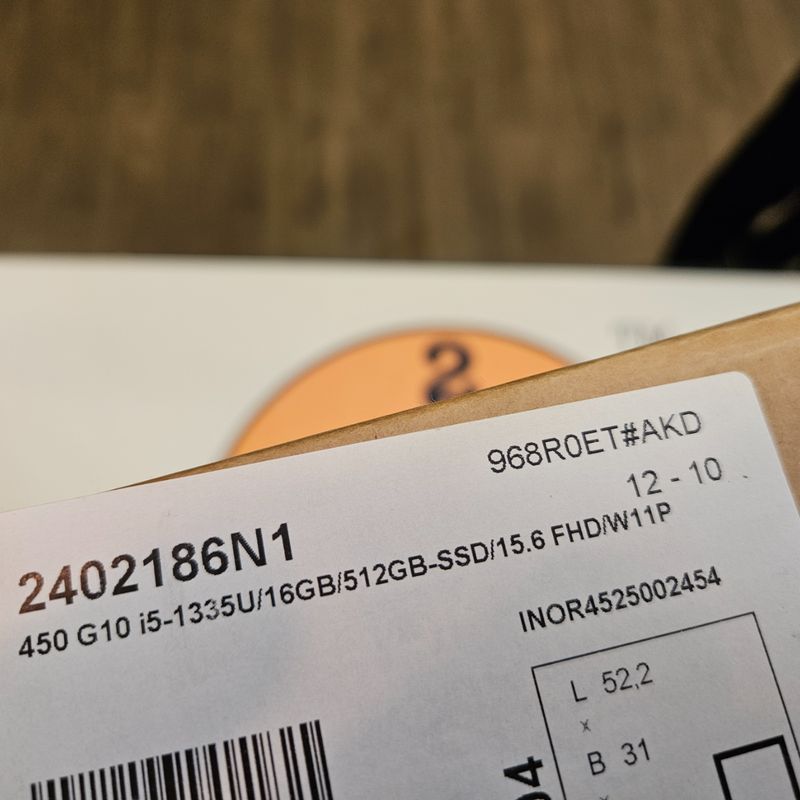 2
968R0ET#AKD
12 - 10
2402186N1
450 G10 i5-1335U/16GB/512GB-SSD/15.6 FHD/W11P
INOR4525002454
L 52,2
x
B 31
x